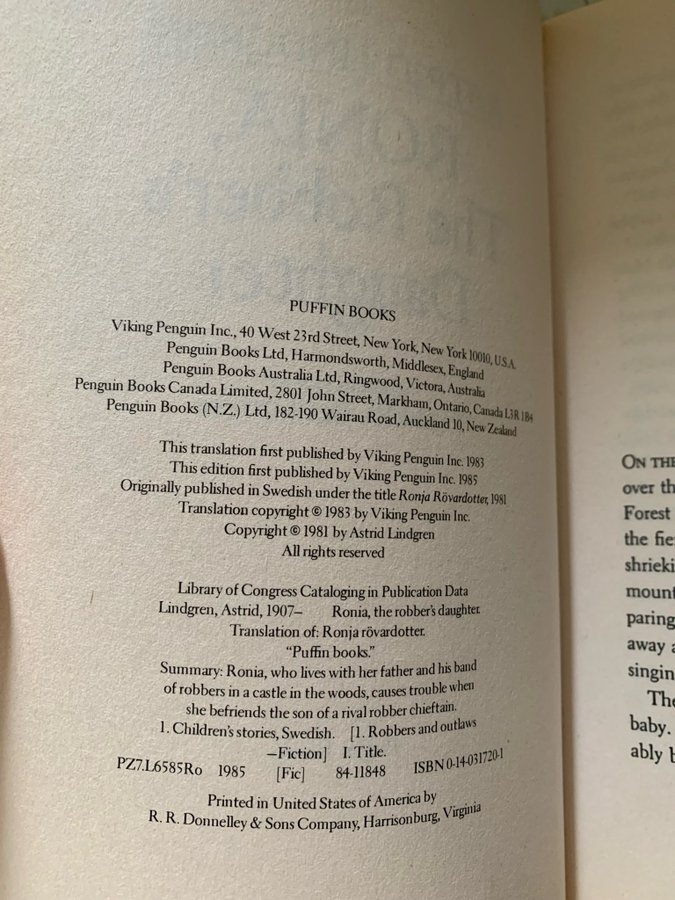 PUFFIN BOOKS
Viking Penguin Inc., 40 West 23rd Street, New York, New York 10010, U.S.A.
Penguin Books Ltd, Harmondsworth, Middlesex, England
Penguin Books Australia Ltd, Ringwood, Victora, Australia
Penguin Books Canada Limited, 2801 John Street, Markham, Ontario, Canada L3R 1B4
Penguin Books (N.Z.) Ltd, 182-190 Wairau Road, Auckland 10, New Zealand
This translation first published by Viking Penguin Inc. 1983
This edition first published by Viking Penguin Inc. 1985
Originally published in Swedish under the title Ronja Rövardotter, 1981
Translation copyright © 1983 by Viking Penguin Inc.
Copyright © 1981 by Astrid Lindgren
All rights reserved
Library of Congress Cataloging in Publication Data
Lindgren, Astrid, 1907– Ronia, the robber's daughter.
Translation of: Ronja rövardotter.
"Puffin books."
Summary: Ronia, who lives with her father and his band
of robbers in a castle in the woods, causes trouble when
she befriends the son of a rival robber chieftain.
1. Children's stories, Swedish. [1. Robbers and outlaws
—Fiction] I. Title.
PZ7.L6585Ro 1985 [Fic] 84-11848 ISBN 0-14-031720-1
Printed in United States of America by
R. R. Donnelley & Sons Company, Harrisonburg, Virginia
ON THE
over th
Forest
the fie
shrieki
mount
paring
away a
singin
The
baby.
ably b